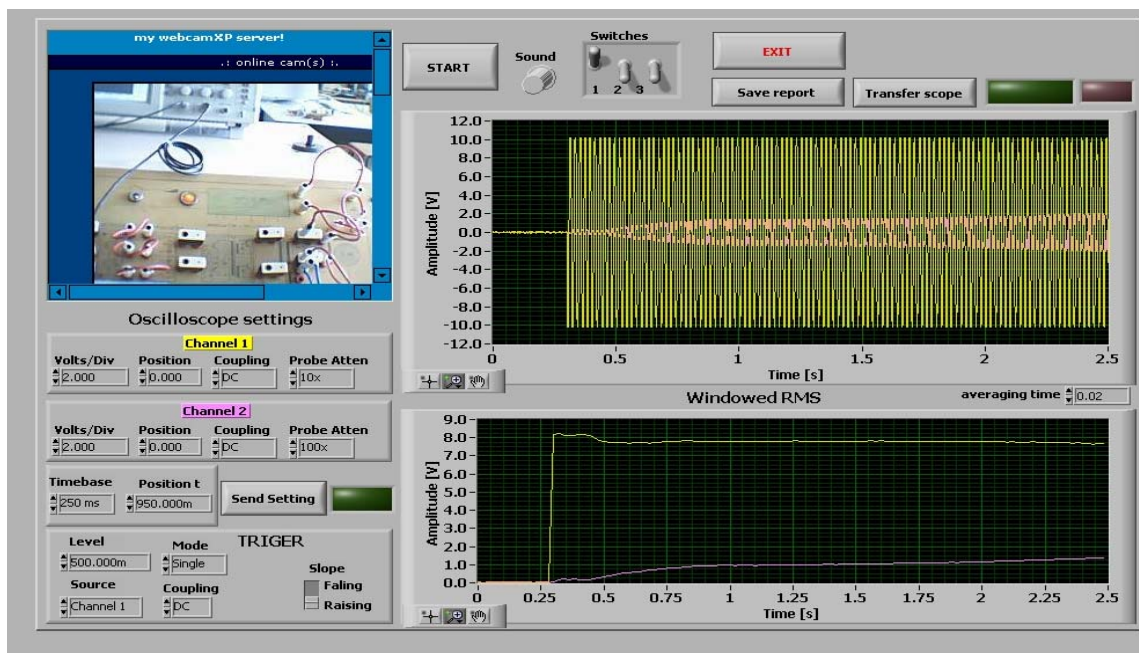 my webcamXP server!
.: online cam(s) :.
START
Sound
Switches
1 2 3
EXIT
Save report
Transfer scope
12.0
10.0
8.0
6.0
4.0
2.0
0.0
-2.0
-4.0
-6.0
-8.0
-10.0
-12.0
Amplitude [V]
0 0.5 1 1.5 2 2.5
Time [s]
Oscilloscope settings
Channel 1
Volts/Div Position Coupling Probe Atten
2.000 0.000 DC 10x
Channel 2
Volts/Div Position Coupling Probe Atten
2.000 0.000 DC 100x
Timebase Position t
250 ms 950.000m
Send Setting
Level Mode TRIGER
500.000m Single
Slope
Source Coupling
Faling
Channel 1 DC
Raising
Windowed RMS
averaging time 0.02
9.0
8.0
7.0
6.0
5.0
4.0
3.0
2.0
1.0
0.0
Amplitude [V]
0 0.25 0.5 0.75 1 1.25 1.5 1.75 2 2.25 2.5
Time [s]